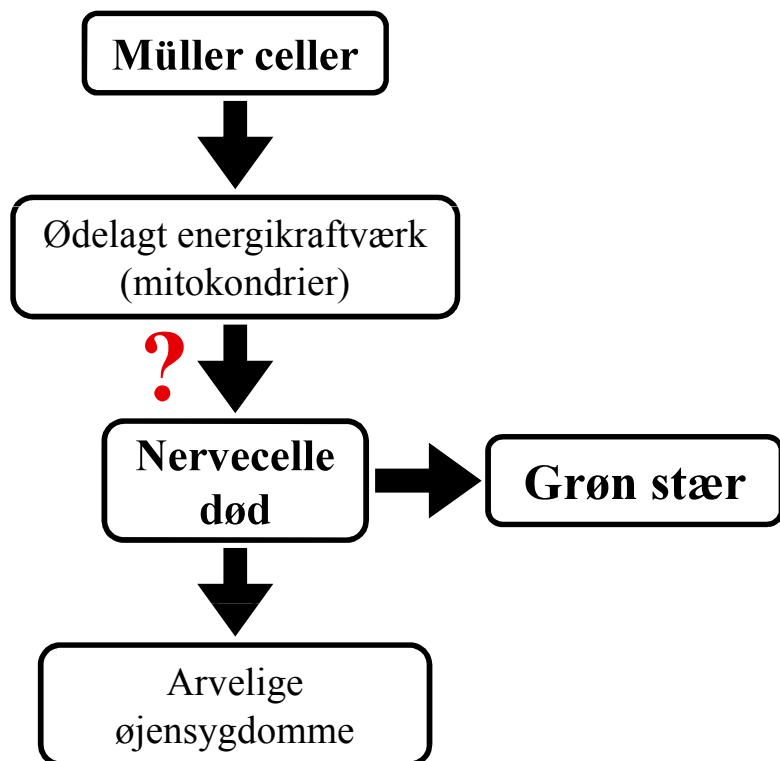 Müller celler
Ødelagt energikraftværk
(mitokondrier)
?
Nervecelle
død
Grøn stær
Arvelige
øjensygdomme